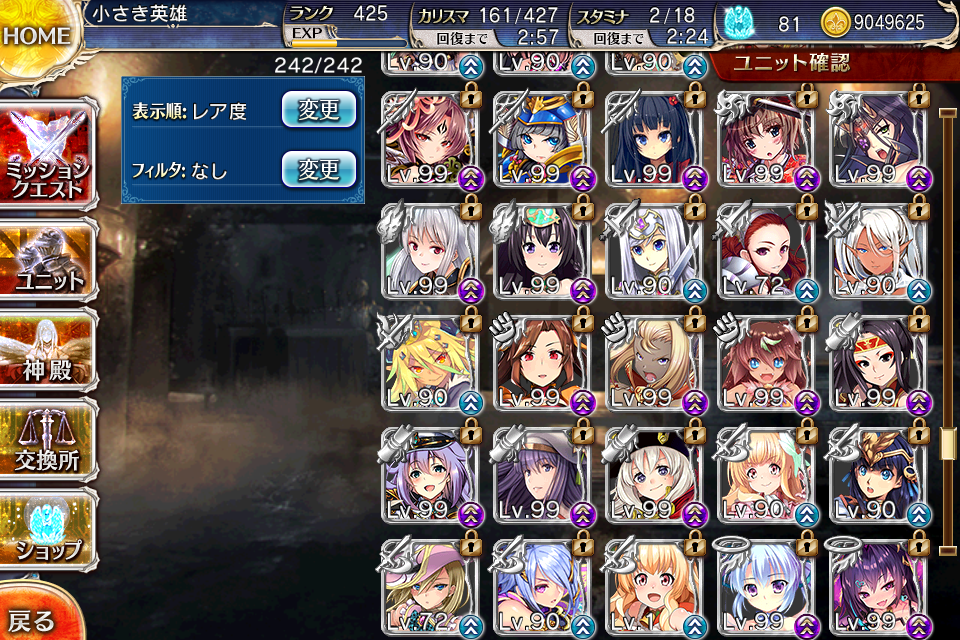 HOME
小さき英雄
ランク 425
EXP
カリスマ 161/427
回復まで 2:57
スタミナ 2/18
回復まで 2:24
81
9049625
242/242
ユニット確認
表示順: レア度
変更
フィルタ: なし
変更
ミッション
クエスト
ユニット
神殿
交換所
ショップ
戻る
Lv.90 Lv.90 Lv.90
Lv.99 Lv.99 Lv.99 Lv.99 Lv.99
Lv.99 Lv.99 Lv.90 Lv.72 Lv.90
Lv.90 Lv.99 Lv.99 Lv.99 Lv.99
Lv.99 Lv.99 Lv.99 Lv.90 Lv.90
Lv.72 Lv.90 Lv.1 Lv.99 Lv.99